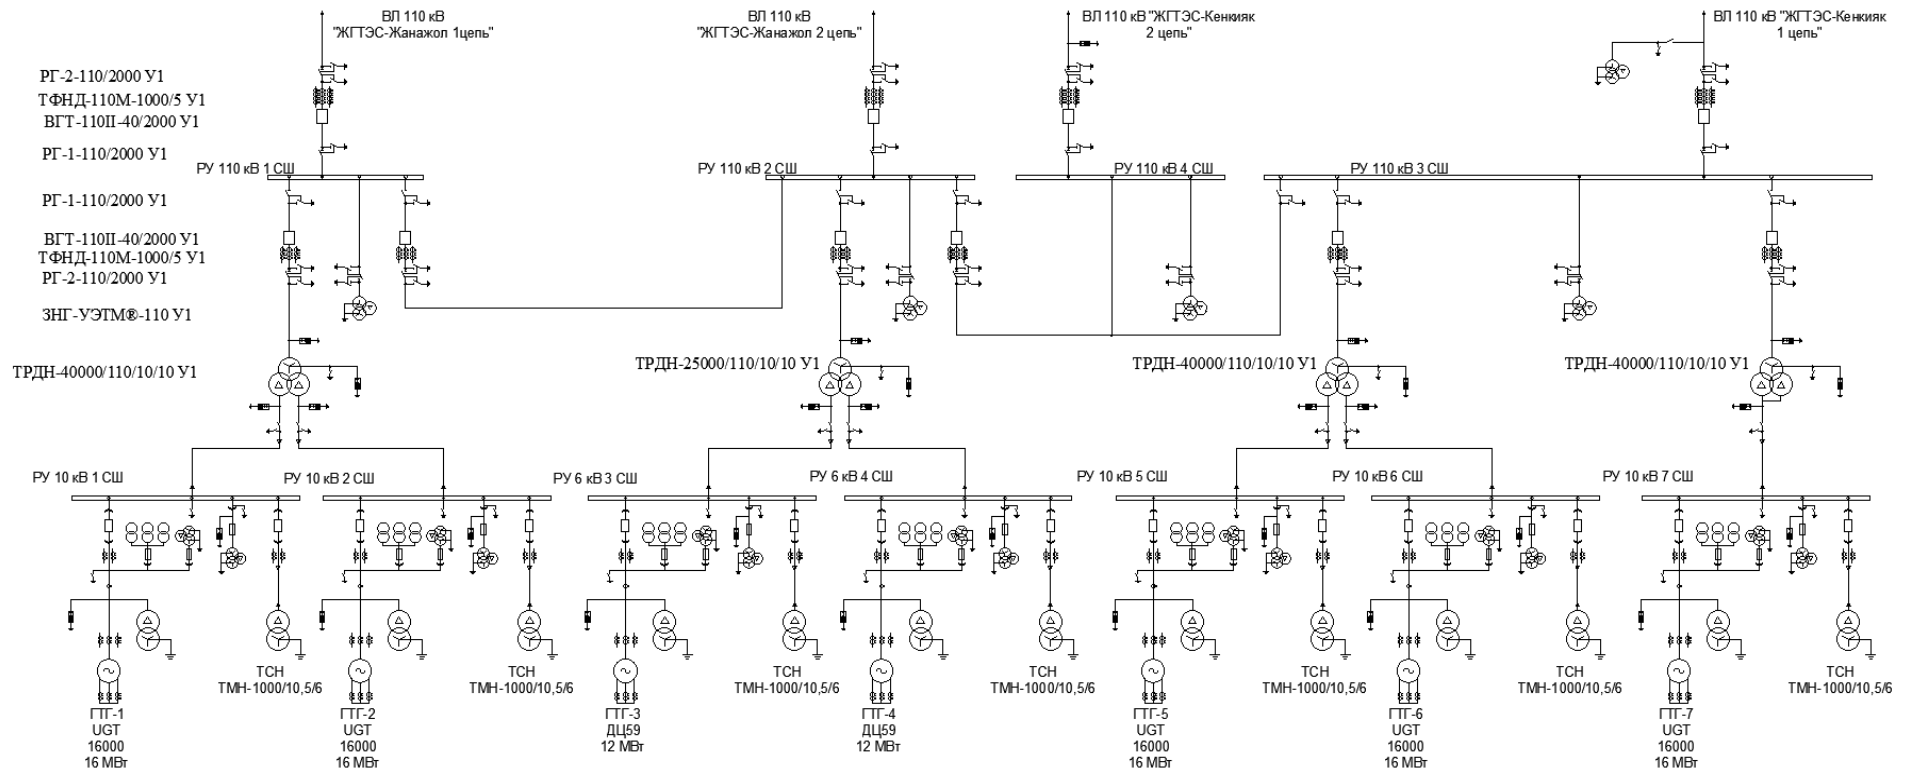 ВЛ 110 кВ
"ЖГТЭС-Жанажол 1цепь"
ВЛ 110 кВ
"ЖГТЭС-Жанажол 2 цепь"
ВЛ 110 кВ "ЖГТЭС-Кенкияк
2 цепь"
ВЛ 110 кВ "ЖГТЭС-Кенкияк
1 цепь"
РГ-2-110/2000 У1
ТФНД-110М-1000/5 У1
ВГТ-110II-40/2000 У1
РГ-1-110/2000 У1
РУ 110 кВ 1 СШ
РУ 110 кВ 2 СШ
РУ 110 кВ 4 СШ
РУ 110 кВ 3 СШ
РГ-1-110/2000 У1
ВГТ-110II-40/2000 У1
ТФНД-110М-1000/5 У1
РГ-2-110/2000 У1
ЗНГ-УЭТМ®-110 У1
ТРДН-40000/110/10/10 У1
ТРДН-25000/110/10/10 У1
ТРДН-40000/110/10/10 У1
ТРДН-40000/110/10/10 У1
РУ 10 кВ 1 СШ
РУ 10 кВ 2 СШ
РУ 6 кВ 3 СШ
РУ 6 кВ 4 СШ
РУ 10 кВ 5 СШ
РУ 10 кВ 6 СШ
РУ 10 кВ 7 СШ
ТСН
ТМН-1000/10,5/6
ТСН
ТМН-1000/10,5/6
ТСН
ТМН-1000/10,5/6
ТСН
ТМН-1000/10,5/6
ТСН
ТМН-1000/10,5/6
ТСН
ТМН-1000/10,5/6
ТСН
ТМН-1000/10,5/6
ГТГ-1
UGT
16000
16 МВт
ГТГ-2
UGT
16000
16 МВт
ГТГ-3
ДЦ59
12 МВт
ГТГ-4
ДЦ59
12 МВт
ГТГ-5
UGT
16000
16 МВт
ГТГ-6
UGT
16000
16 МВт
ГТГ-7
UGT
16000
16 МВт